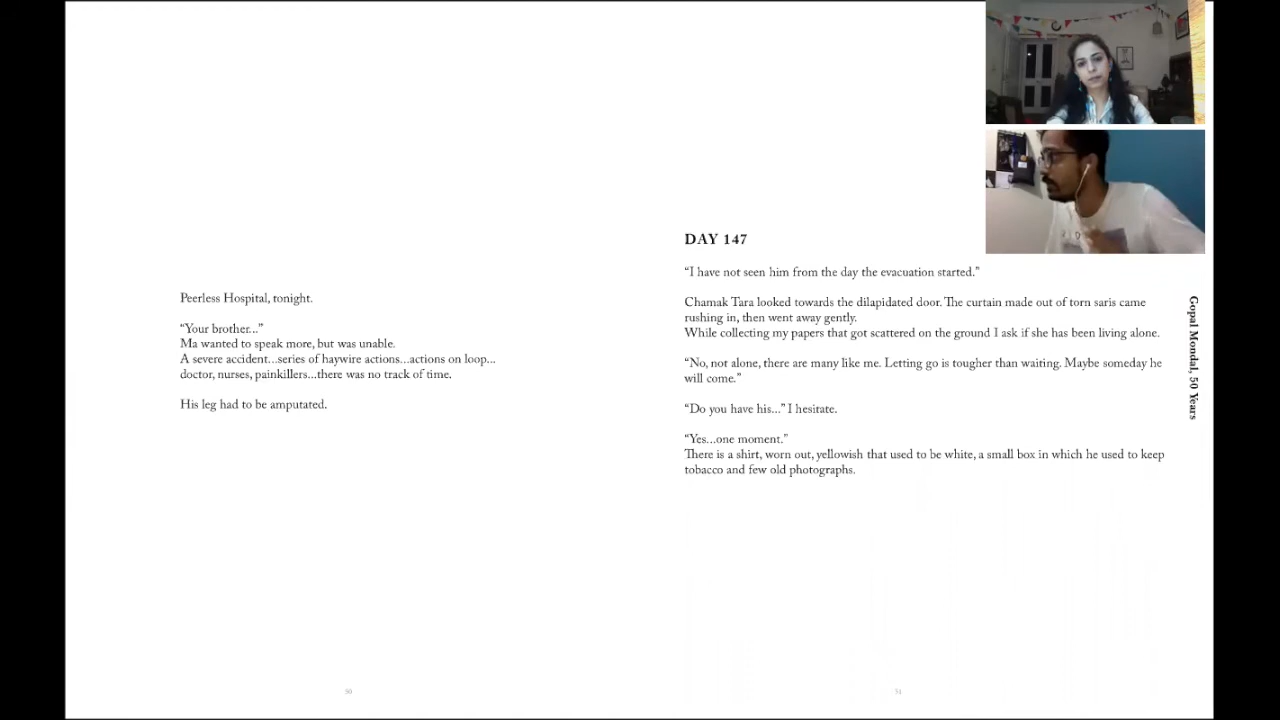 Peerless Hospital, tonight.
“Your brother...”
Ma wanted to speak more, but was unable.
A severe accident...series of haywire actions...actions on loop...
doctor, nurses, painkillers...there was no track of time.
His leg had to be amputated.
50
DAY 147
“I have not seen him from the day the evacuation started.”
Chamak Tara looked towards the dilapidated door. The curtain made out of torn saris came
rushing in, then went away gently.
While collecting my papers that got scattered on the ground I ask if she has been living alone.
“No, not alone, there are many like me. Letting go is tougher than waiting. Maybe someday he
will come.”
“Do you have his...” I hesitate.
“Yes...one moment.”
There is a shirt, worn out, yellowish that used to be white, a small box in which he used to keep
tobacco and few old photographs.
Gopal Mondal, 50 Years
51